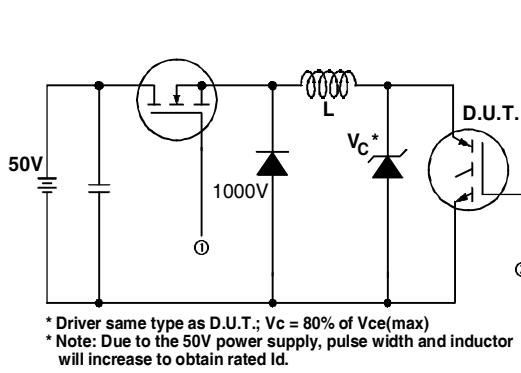 D.U.T.
L
VC*
50V
1000V
①
* Driver same type as D.U.T.; Vc = 80% of Vce(max)
* Note: Due to the 50V power supply, pulse width and inductor
will increase to obtain rated Id.